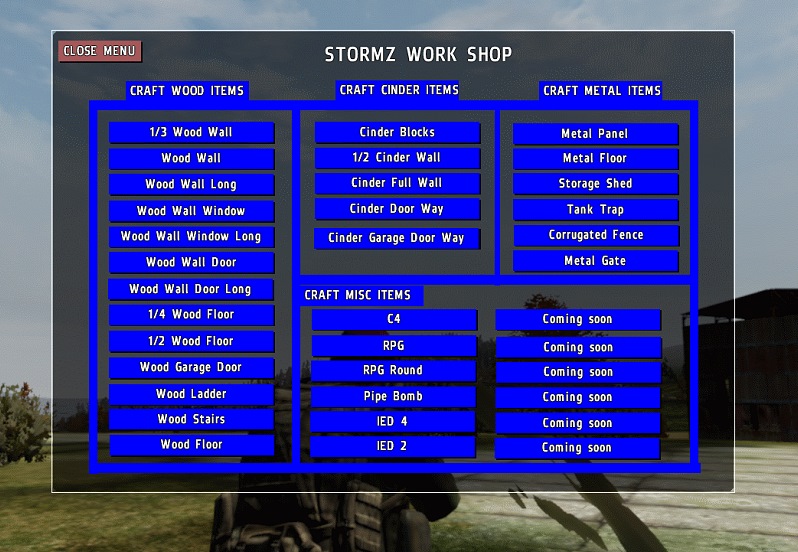 CLOSE MENU
STORMZ WORK SHOP
CRAFT WOOD ITEMS
1/3 Wood Wall
Wood Wall
Wood Wall Long
Wood Wall Window
Wood Wall Window Long
Wood Wall Door
Wood Wall Door Long
1/4 Wood Floor
1/2 Wood Floor
Wood Garage Door
Wood Ladder
Wood Stairs
Wood Floor
CRAFT CINDER ITEMS
Cinder Blocks
1/2 Cinder Wall
Cinder Full Wall
Cinder Door Way
Cinder Garage Door Way
CRAFT METAL ITEMS
Metal Panel
Metal Floor
Storage Shed
Tank Trap
Corrugated Fence
Metal Gate
CRAFT MISC ITEMS
C4
RPG
RPG Round
Pipe Bomb
IED 4
IED 2
Coming soon
Coming soon
Coming soon
Coming soon
Coming soon
Coming soon